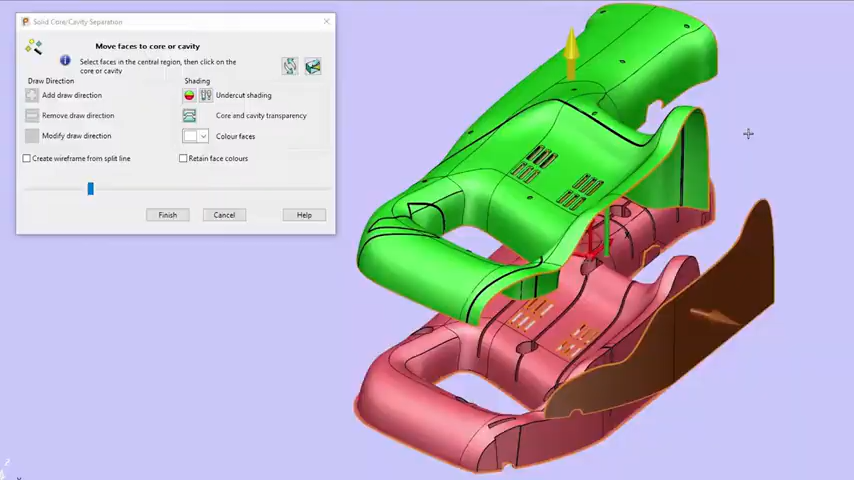 Solid Core/Cavity Separation
Move faces to core or cavity
Select faces in the central region, then click on the
core or cavity
Draw Direction
Shading
Add draw direction
Undercut shading
Remove draw direction
Core and cavity transparency
Modify draw direction
Colour faces
Create wireframe from split line
Retain face colours
Finish
Cancel
Help